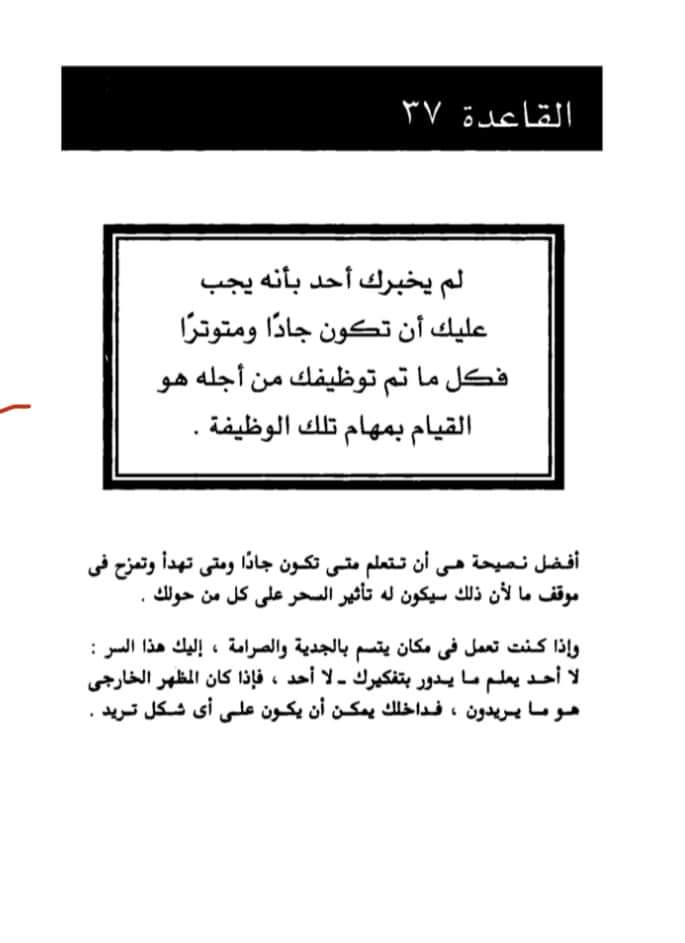 القاعدة ٣٧
لم يخبرك أحد بأنه يجب
عليك أن تكون جادًا ومتوترًا
فكل ما تم توظيفك من أجله هو
القيام بمهام تلك الوظيفة .
أفضل نصيحة هى أن تتعلم متى تكون جادًا ومتى تهدأ وتمزح فى
موقف ما لأن ذلك سيكون له تأثير السحر على كل من حولك .
وإذا كنت تعمل فى مكان يتسم بالجدية والصرامة ، إليك هذا السر :
لا أحد يعلم ما يدور بتفكيرك ـ لا أحد ، فإذا كان المظهر الخارجى
هو ما يريدون ، فداخلك يمكن أن يكون على أى شكل تريد .